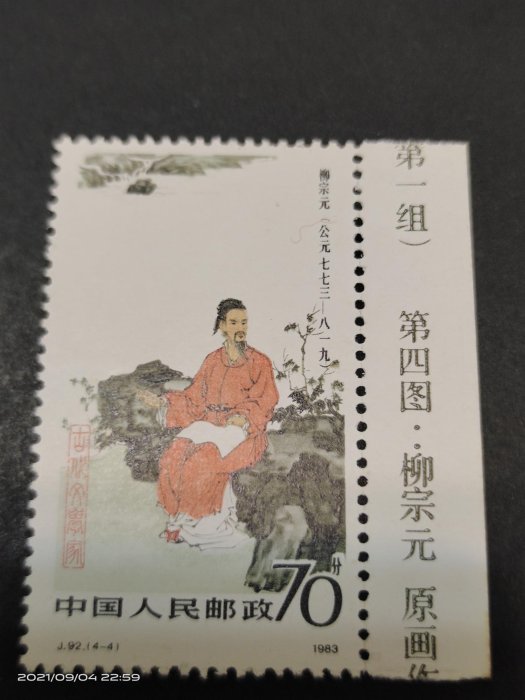 柳宗元（公元七七三—八一九）
古代文学家
中国人民邮政 70分
J.92.(4-4) 1983
第一组） 第四图：柳宗元 原画
2021/09/04 22:59